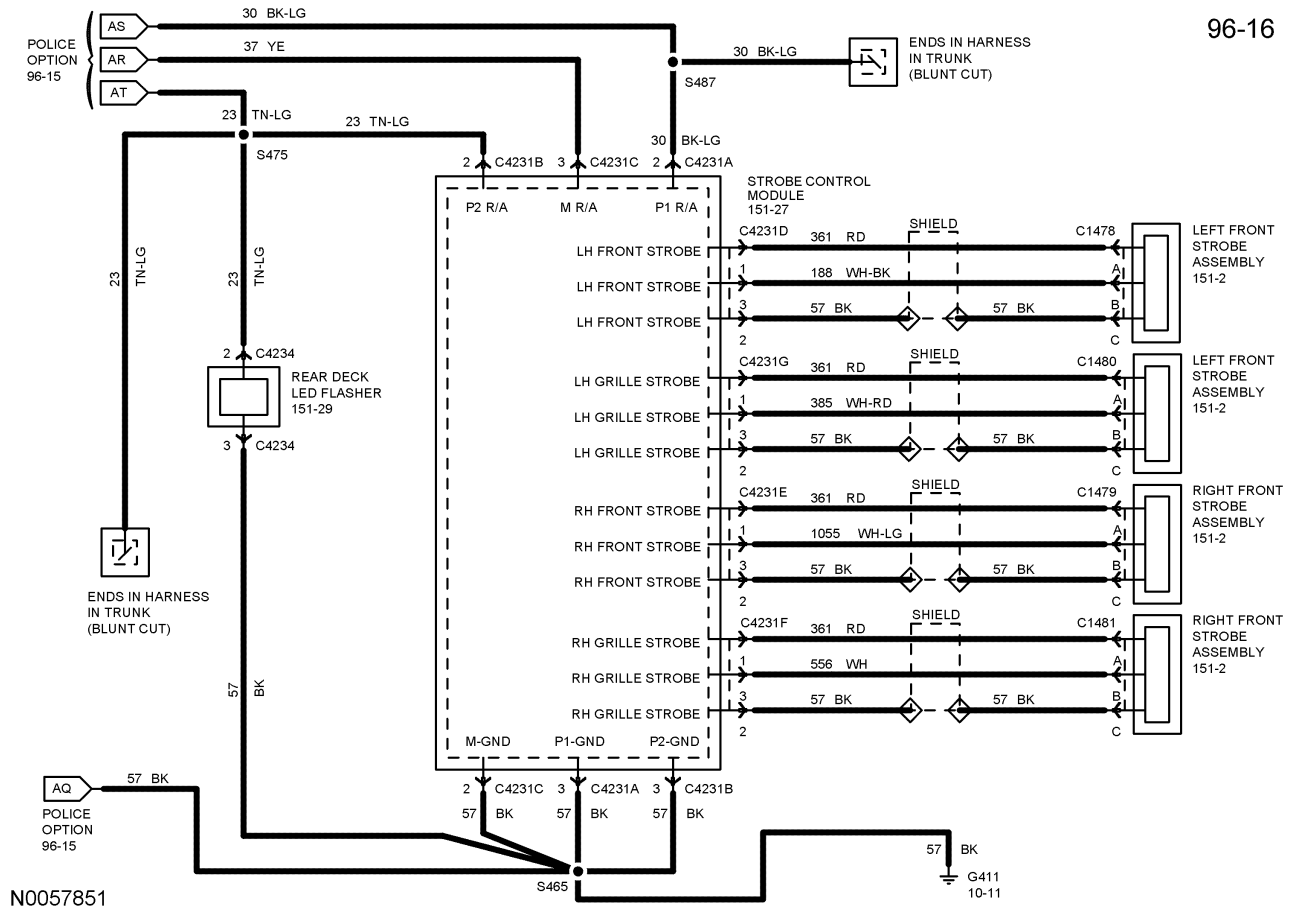 96-16
AS
30 BK-LG
POLICE
OPTION
96-15
AR
37 YE
AT
23 TN-LG
23 TN-LG
S475
S487
30 BK-LG
ENDS IN HARNESS
IN TRUNK
(BLUNT CUT)
30 BK-LG
2 C4231B
3 C4231C
2 C4231A
P2 R/A
M R/A
P1 R/A
STROBE CONTROL
MODULE
151-27
23 TN-LG
23 TN-LG
2 C4234
REAR DECK
LED FLASHER
151-29
3 C4234
ENDS IN HARNESS
IN TRUNK
(BLUNT CUT)
57 BK
LH FRONT STROBE
LH FRONT STROBE
LH FRONT STROBE
C4231D
361 RD
SHIELD
C1478
1
188 WH-BK
A
3
57 BK
57 BK
B
2
C
LEFT FRONT
STROBE
ASSEMBLY
151-2
LH GRILLE STROBE
LH GRILLE STROBE
LH GRILLE STROBE
C4231G
361 RD
SHIELD
C1480
1
385 WH-RD
A
3
57 BK
57 BK
B
2
C
LEFT FRONT
STROBE
ASSEMBLY
151-2
RH FRONT STROBE
RH FRONT STROBE
RH FRONT STROBE
C4231E
361 RD
SHIELD
C1479
1
1055 WH-LG
A
3
57 BK
57 BK
B
2
C
RIGHT FRONT
STROBE
ASSEMBLY
151-2
RH GRILLE STROBE
RH GRILLE STROBE
RH GRILLE STROBE
C4231F
361 RD
SHIELD
C1481
1
556 WH
A
3
57 BK
57 BK
B
2
C
RIGHT FRONT
STROBE
ASSEMBLY
151-2
M-GND
P1-GND
P2-GND
2 C4231C
3 C4231A
3 C4231B
57 BK
57 BK
57 BK
AQ
57 BK
POLICE
OPTION
96-15
S465
57 BK
G411
10-11
N0057851